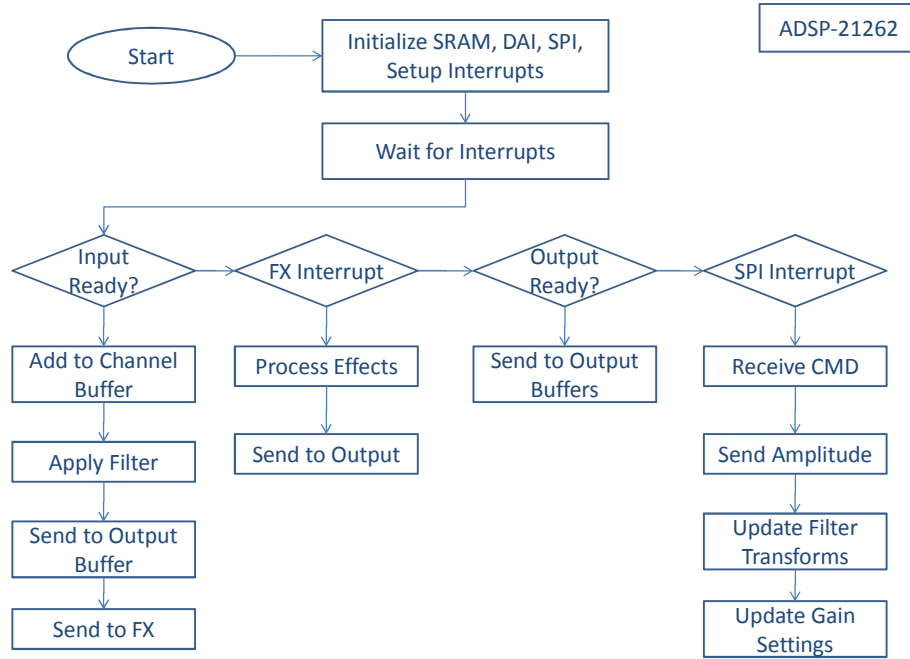 Start
Initialize SRAM, DAI, SPI,
Setup Interrupts
ADSP-21262
Wait for Interrupts
Input
Ready?
FX Interrupt
Output
Ready?
SPI Interrupt
Add to Channel
Buffer
Process Effects
Send to Output
Buffers
Receive CMD
Apply Filter
Send to Output
Send Amplitude
Send to Output
Buffer
Update Filter
Transforms
Send to FX
Update Gain
Settings